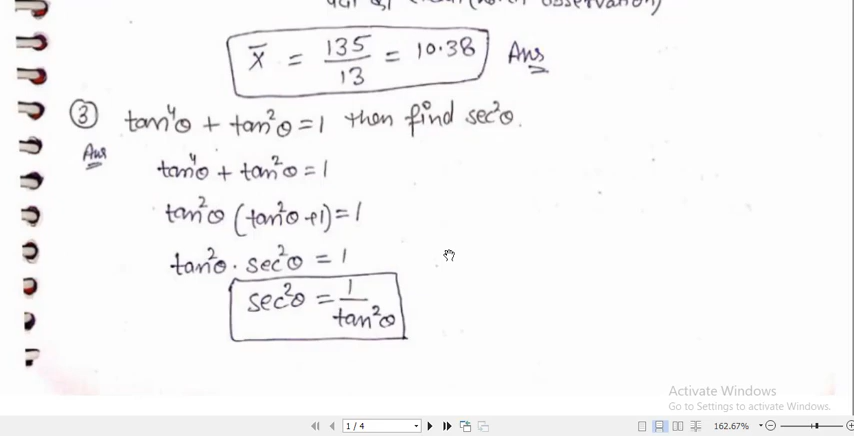 observation)
x̄ = 135/13 = 10.38 Ans
③ tan⁴θ + tan²θ = 1 then find sec²θ.
Ans
tan⁴θ + tan²θ = 1
tan²θ (tan²θ +1) = 1
tan²θ · sec²θ = 1
sec²θ = 1/tan²θ
Activate Windows
Go to Settings to activate Windows.
1 / 4
162.67%